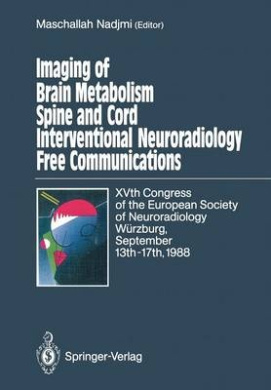 Maschallah Nadjmi (Editor)
Imaging of
Brain Metabolism
Spine and Cord
Interventional Neuroradiology
Free Communications
XVth Congress
of the European Society
of Neuroradiology
Würzburg,
September
13th-17th, 1988
Springer-Verlag